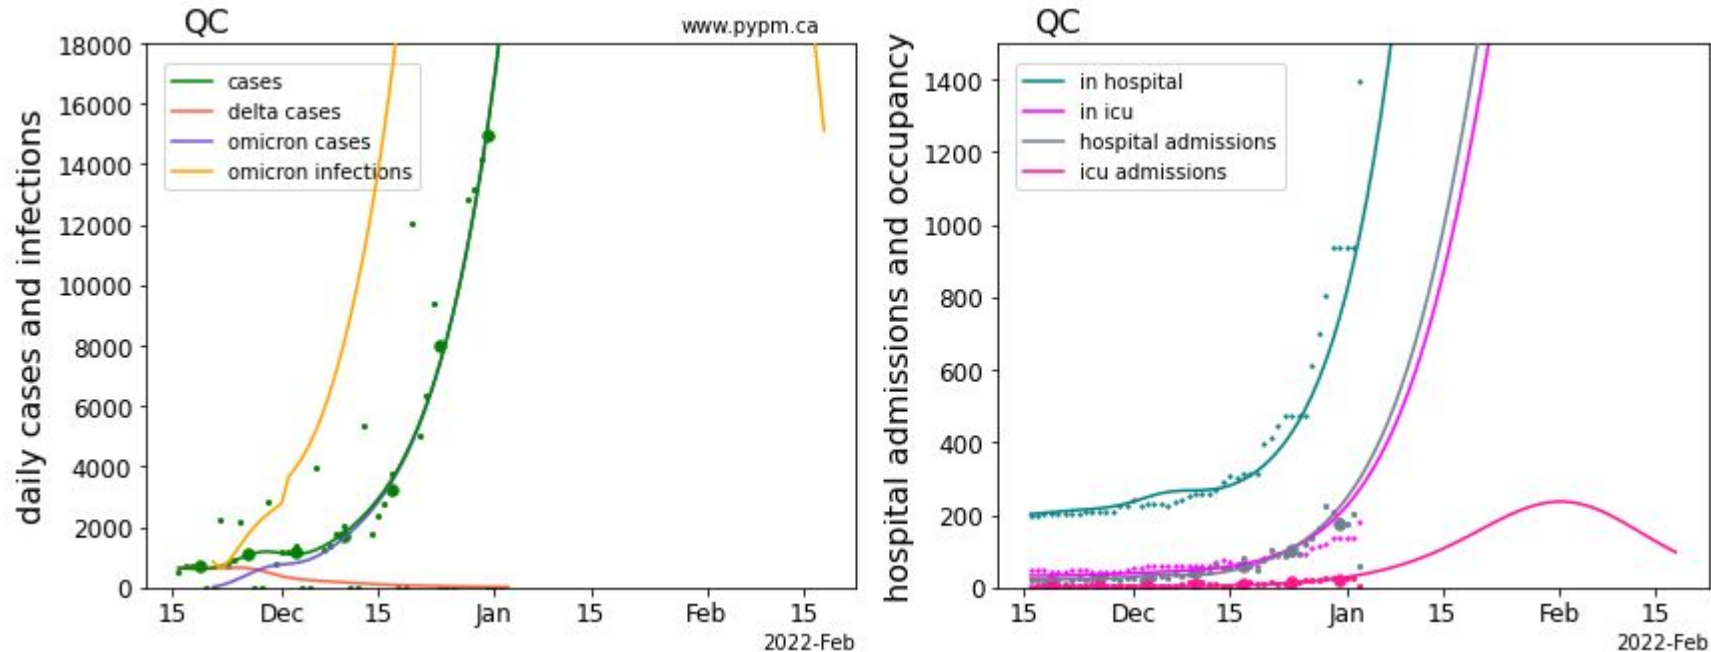 QC
www.pypm.ca
daily cases and infections
18000
16000
14000
12000
10000
8000
6000
4000
2000
0
cases
delta cases
omicron cases
omicron infections
15
Dec
15
Jan
15
Feb
15
2022-Feb
QC
hospital admissions and occupancy
1400
1200
1000
800
600
400
200
0
in hospital
in icu
hospital admissions
icu admissions
15
Dec
15
Jan
15
Feb
15
2022-Feb